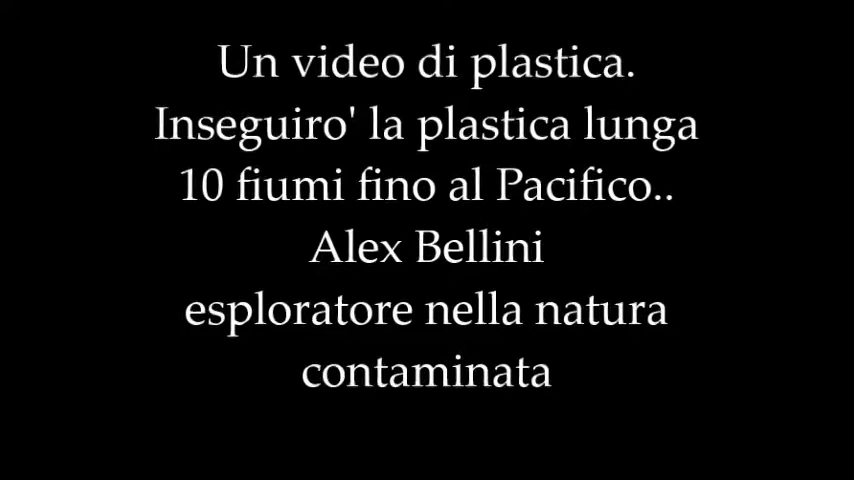 Un video di plastica.
Inseguiro' la plastica lunga
10 fiumi fino al Pacifico..
Alex Bellini
esploratore nella natura
contaminata